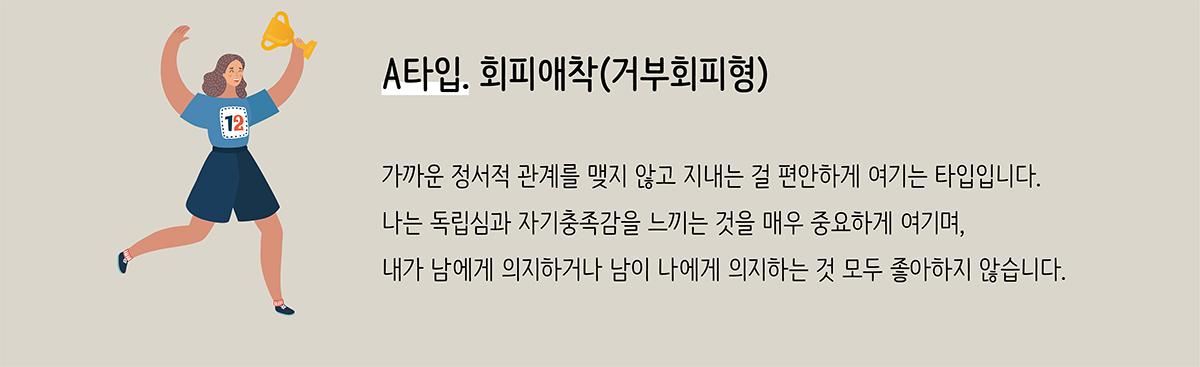 12
A타입. 회피애착(거부회피형)
가까운 정서적 관계를 맺지 않고 지내는 걸 편안하게 여기는 타입입니다.
나는 독립심과 자기충족감을 느끼는 것을 매우 중요하게 여기며,
내가 남에게 의지하거나 남이 나에게 의지하는 것 모두 좋아하지 않습니다.